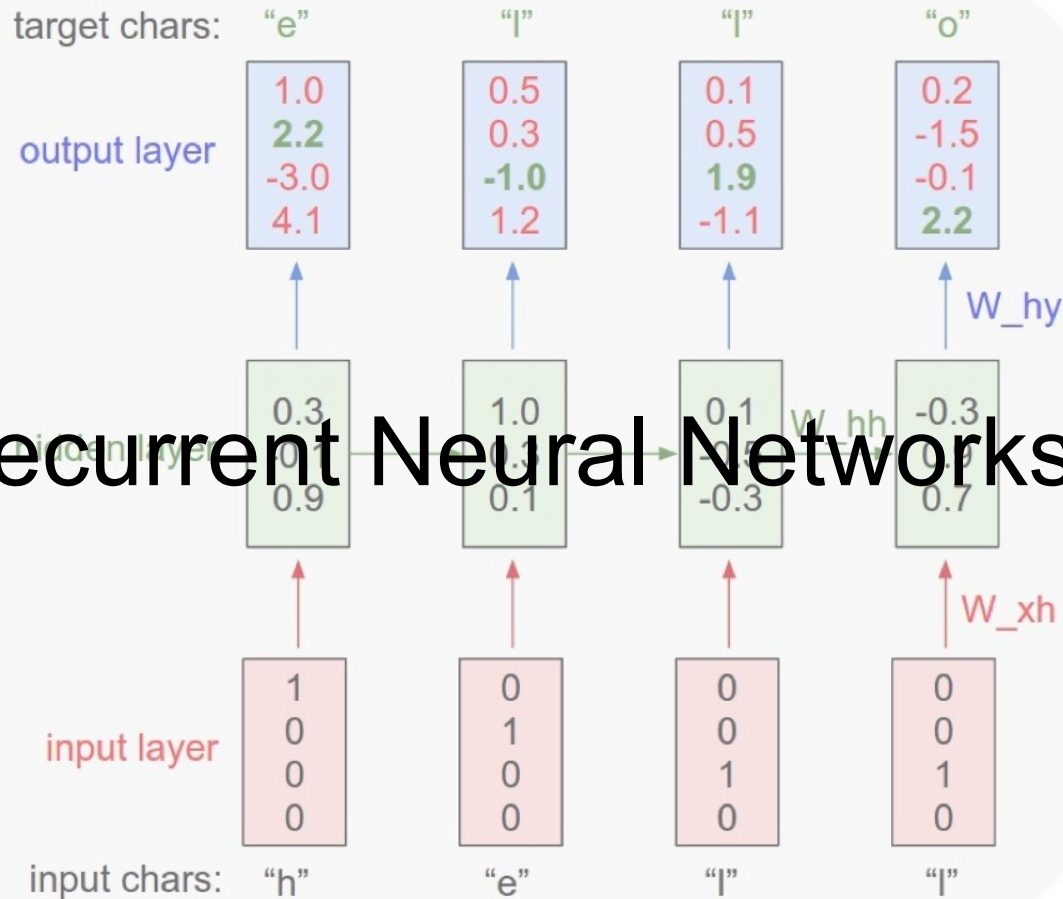 target chars: “e” “l” “l” “o”
1.0 0.5 0.1 0.2
2.2 0.3 0.5 -1.5
output layer
-3.0 -1.0 1.9 -0.1
4.1 1.2 -1.1 2.2
W_hy
0.3 1.0 0.1 -0.3
W_hh
hidden layer
ecurrent Neural Networks
0.9 0.1 -0.3 0.7
W_xh
1 0 0 0
0 1 0 0
input layer
0 0 1 1
0 0 0 0
input chars: “h” “e” “l” “l”